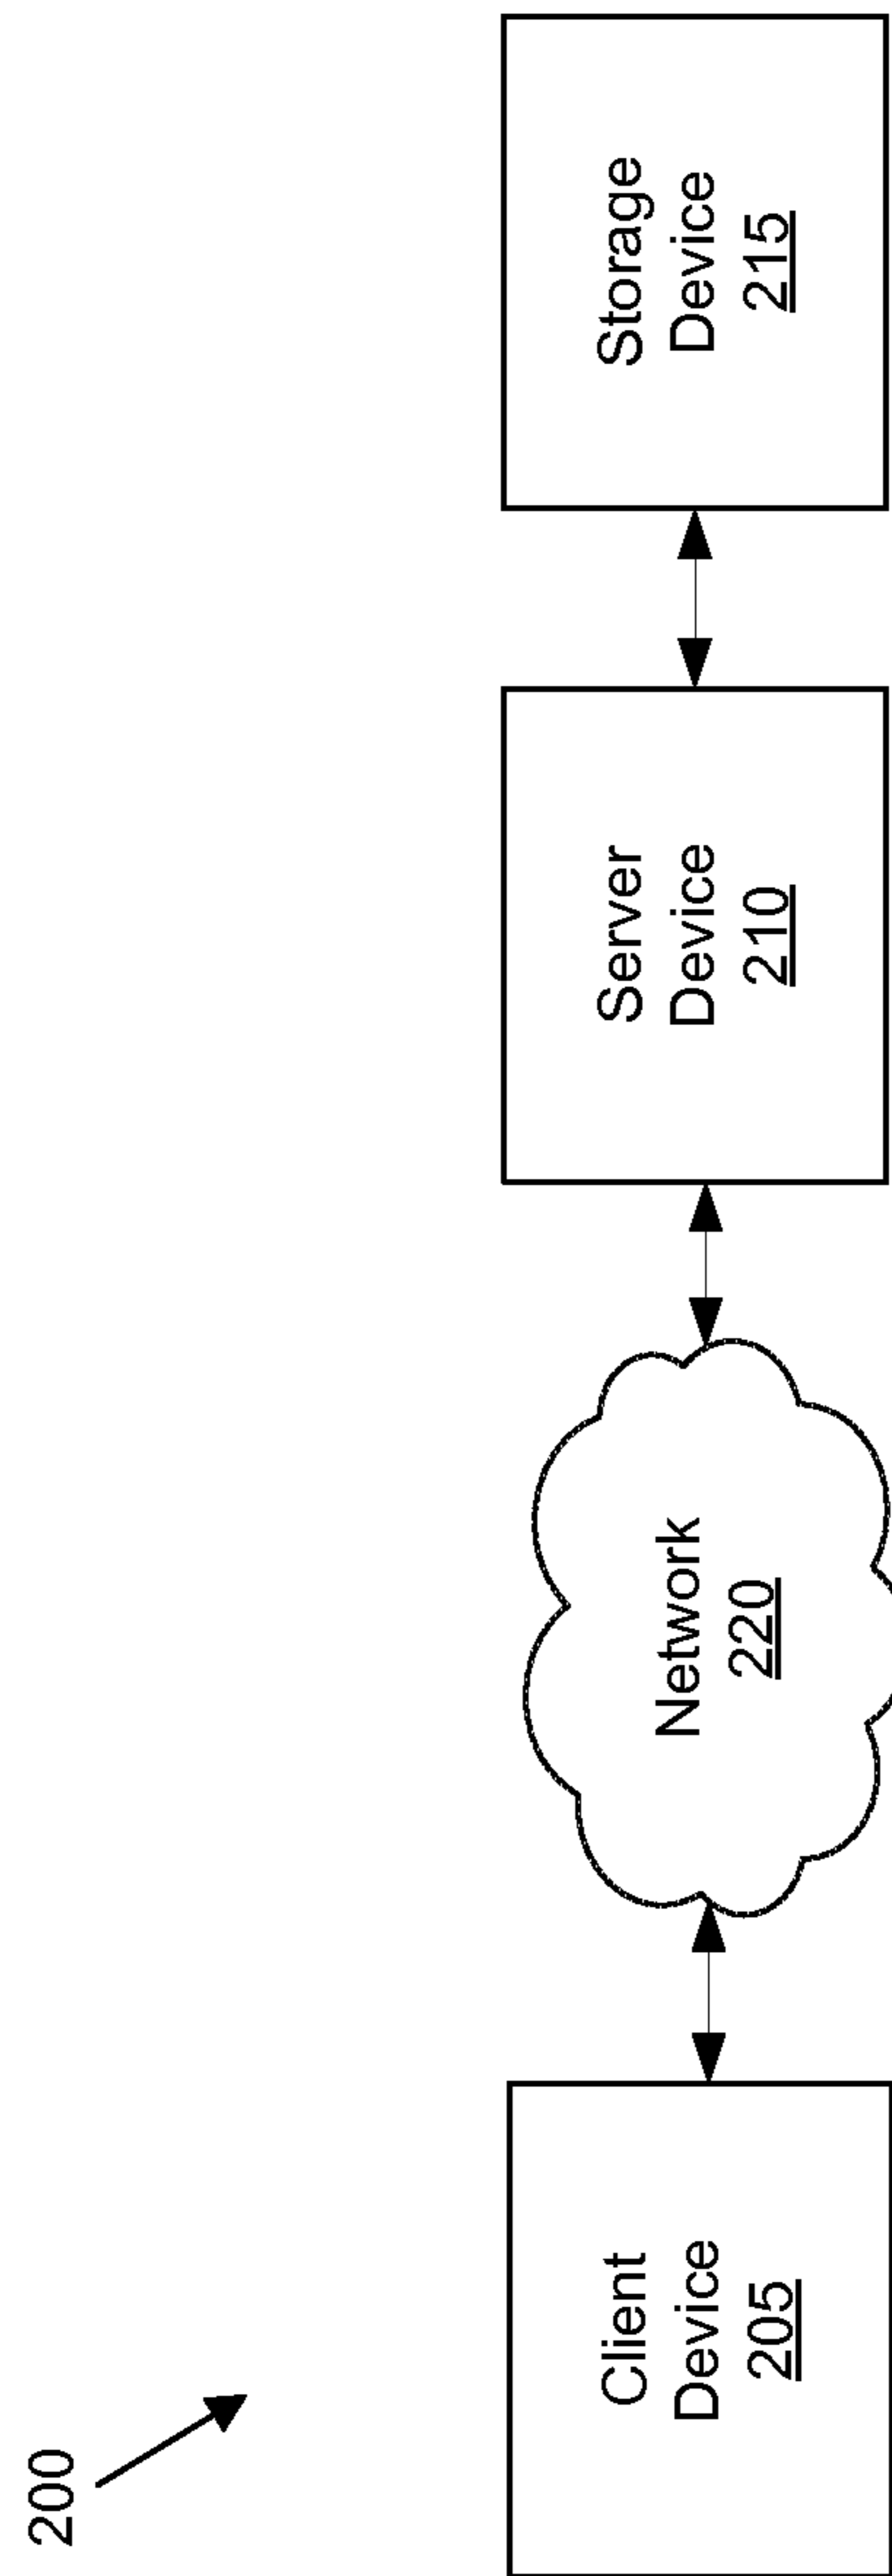 200
Client
Device
205
Network
220
Server
Device
210
Storage
Device
215